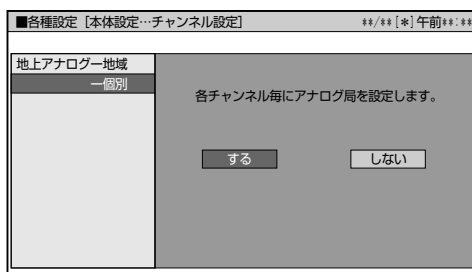 ■各種設定［本体設定…チャンネル設定］ **/**[*]午前**:**
地上アナログー地域
ー個別
各チャンネル毎にアナログ局を設定します。
する しない